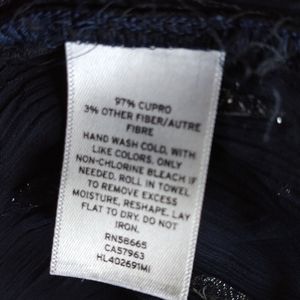 97% CUPRO
3% OTHER FIBER/AUTRE
FIBRE
HAND WASH COLD, WITH
LIKE COLORS. ONLY
NON-CHLORINE BLEACH IF
NEEDED. ROLL IN TOWEL
TO REMOVE EXCESS
MOISTURE, RESHAPE. LAY
FLAT TO DRY. DO NOT
IRON.
RN58665
CA57963
HL402691MI